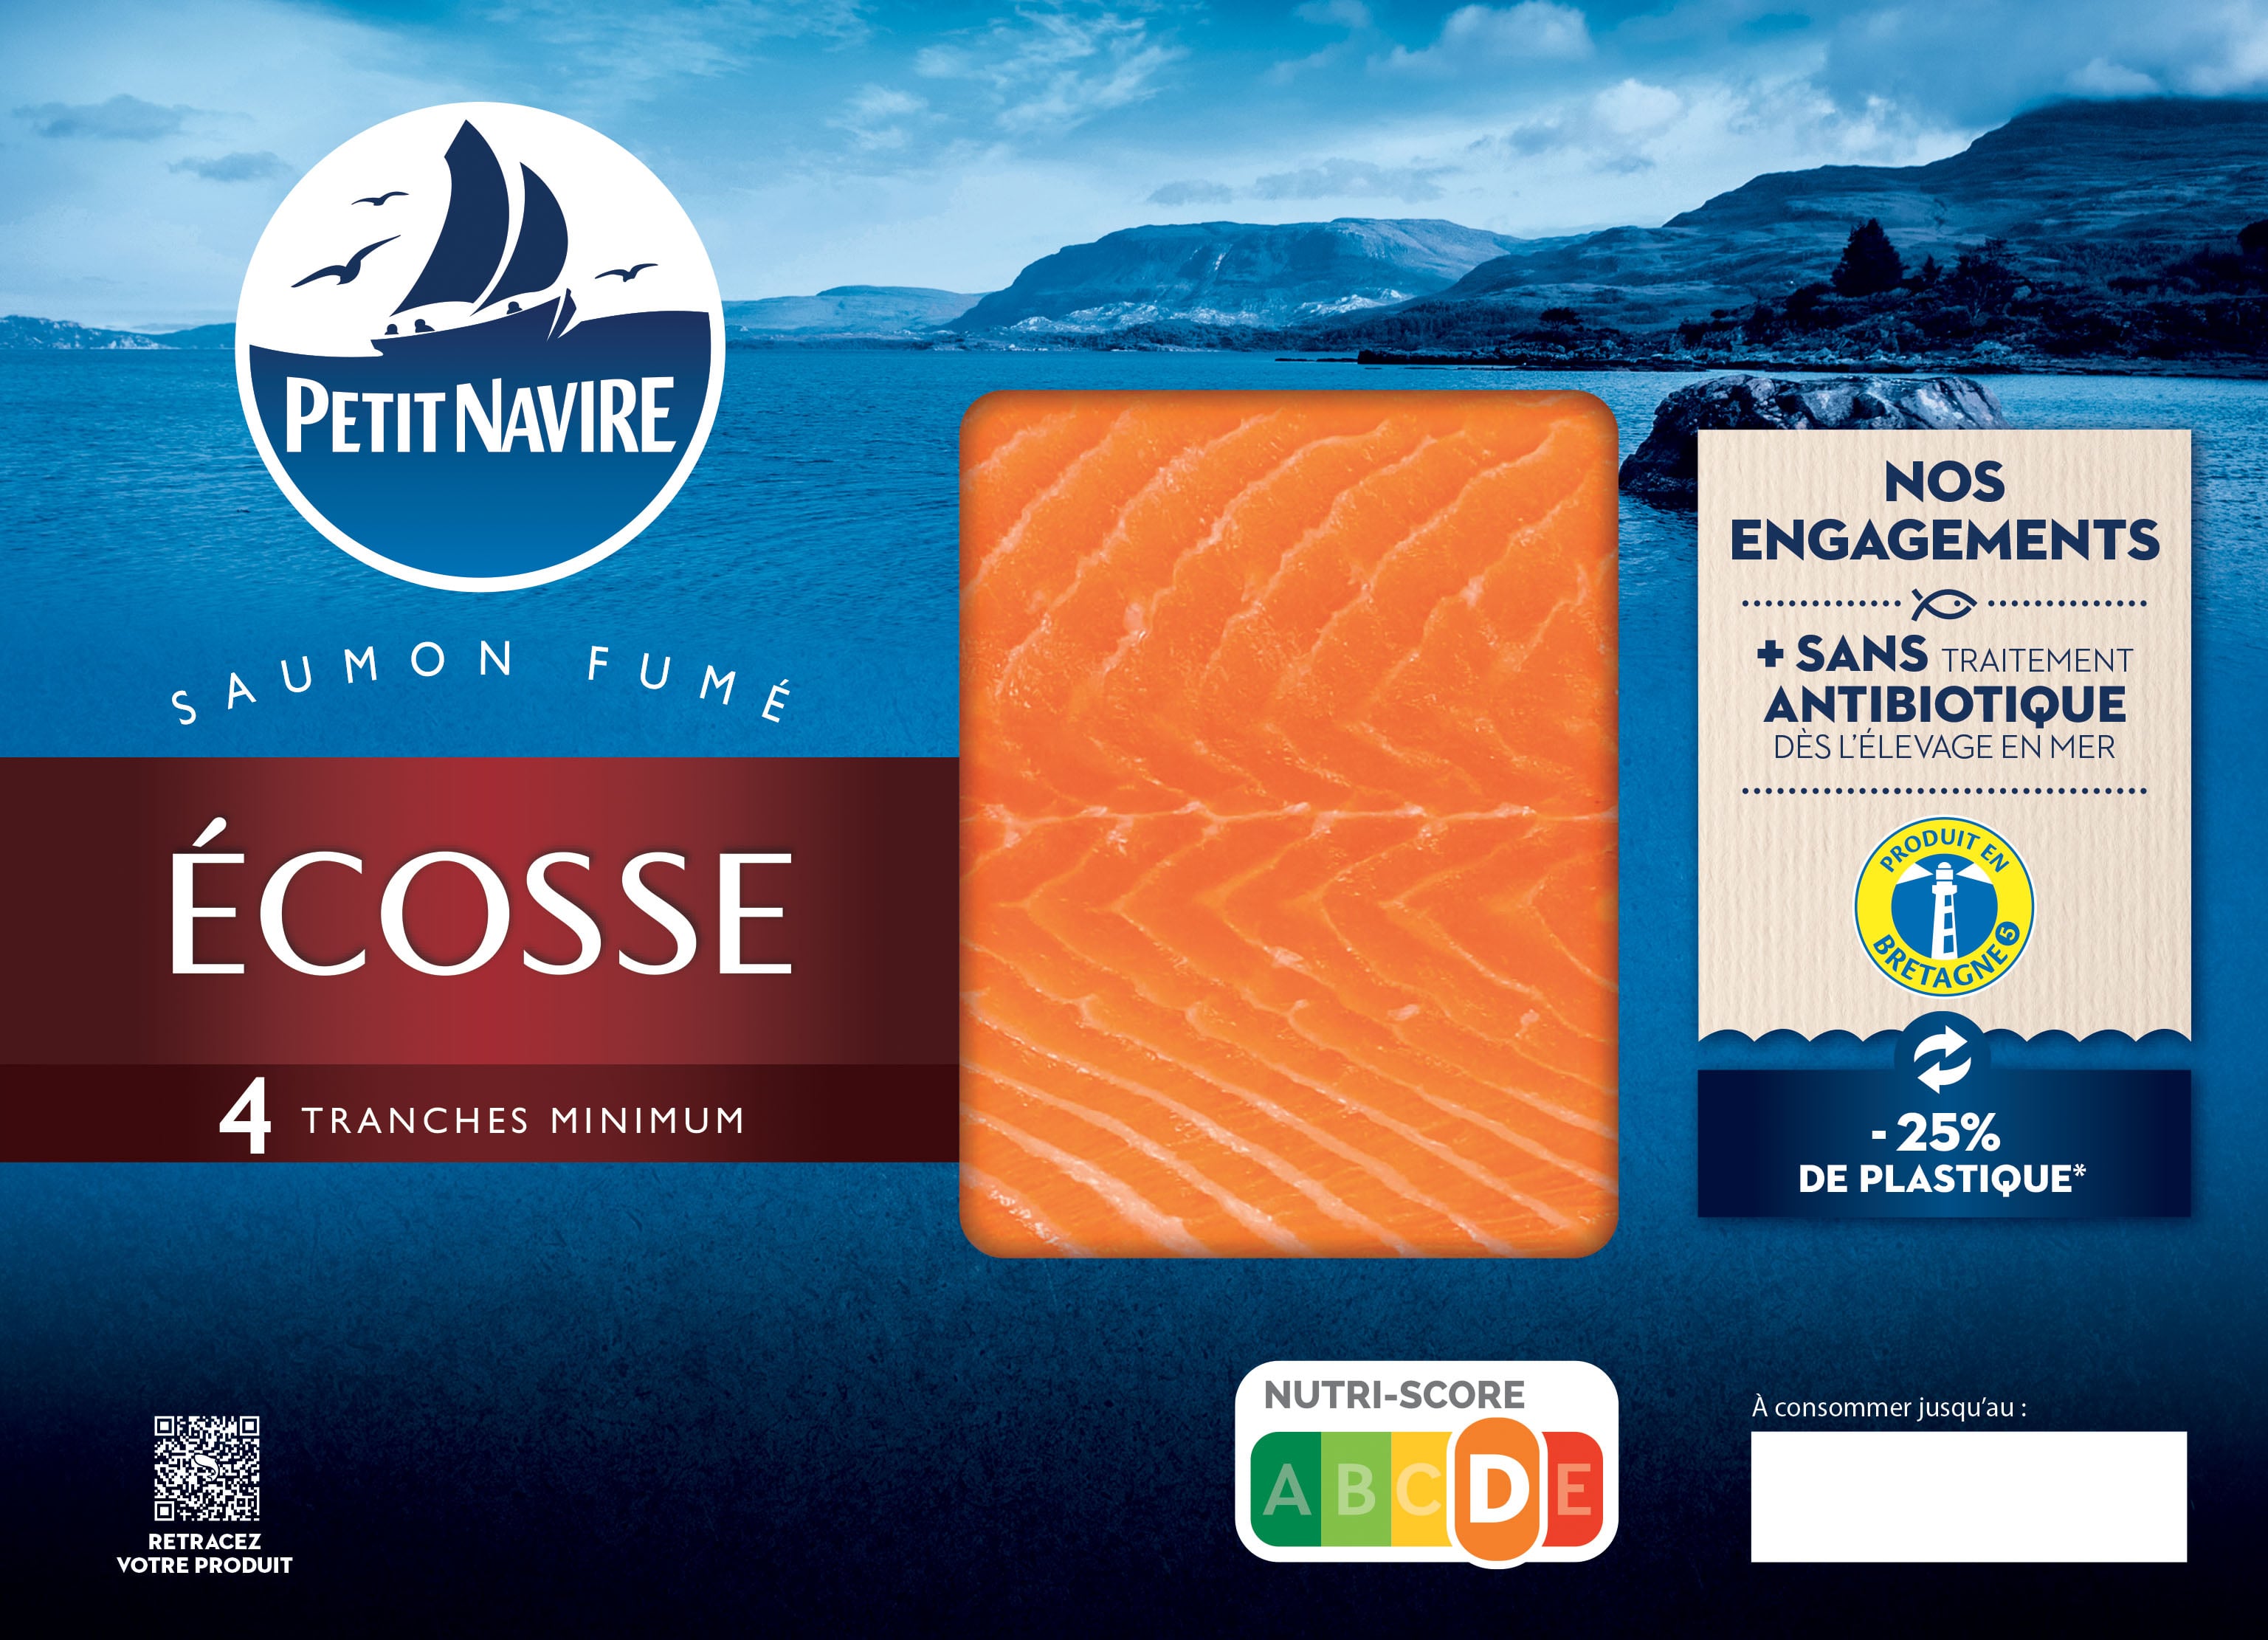 PETIT NAVIRE
SAUMON FUMÉ
ÉCOSSE
4 TRANCHES MINIMUM
NOS
ENGAGEMENTS
+ SANS TRAITEMENT
ANTIBIOTIQUE
DÈS L'ÉLEVAGE EN MER
PRODUIT EN
BRETAGNE 5
- 25%
DE PLASTIQUE*
RETRACEZ
VOTRE PRODUIT
NUTRI-SCORE
A B C D E
À consommer jusqu'au :